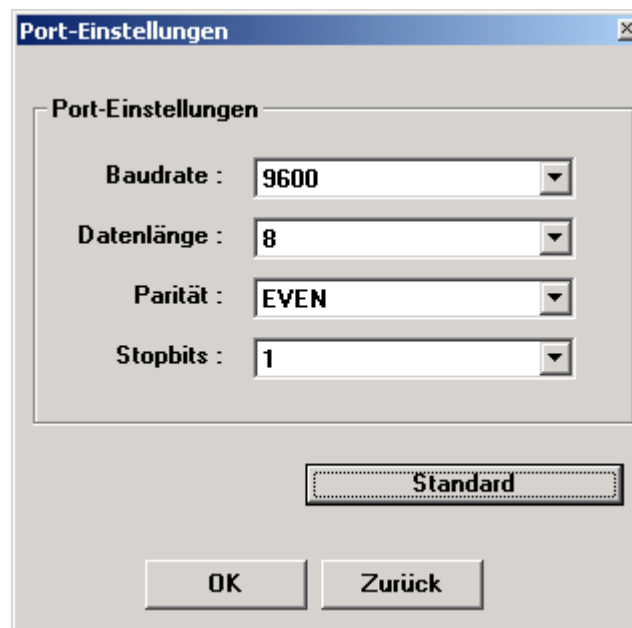 Port-Einstellungen
Port-Einstellungen
Baudrate : 9600
Datenlänge : 8
Parität : EVEN
Stopbits : 1
Standard
OK Zurück